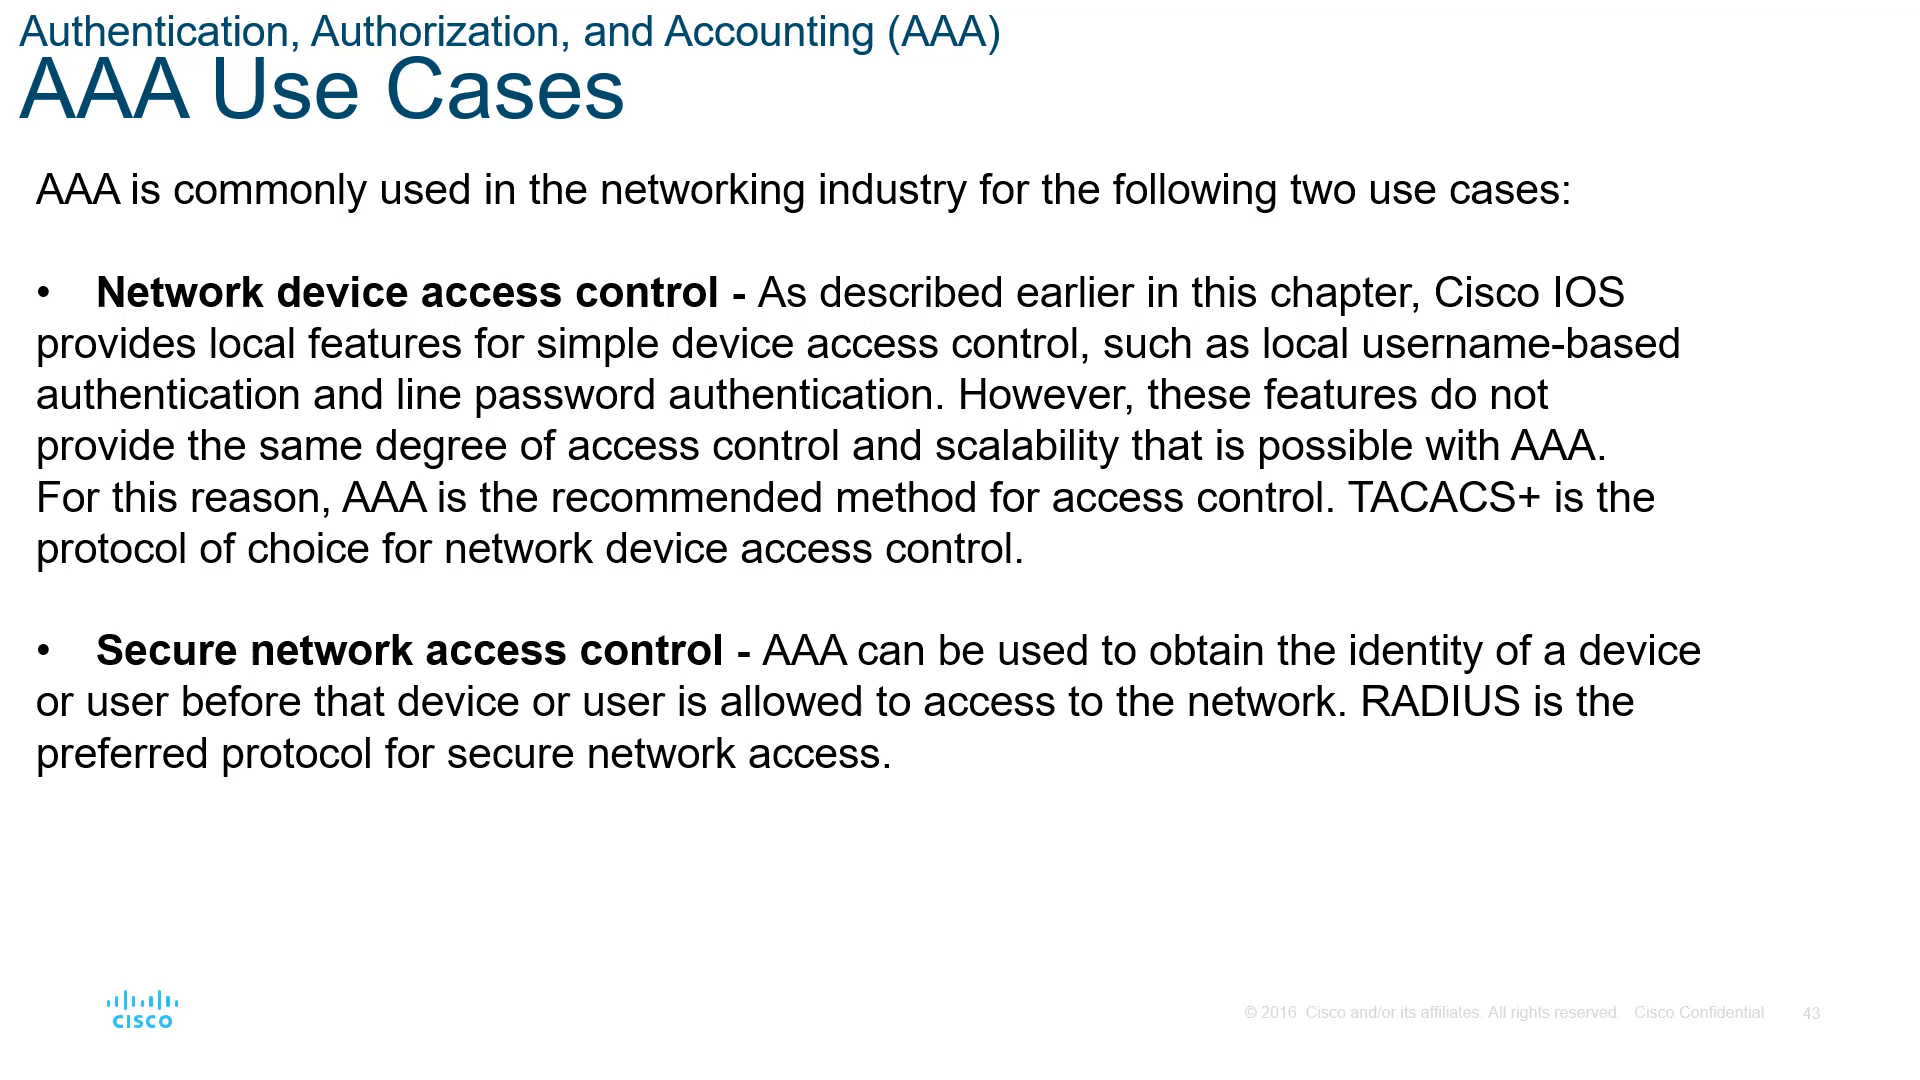 Authentication, Authorization, and Accounting (AAA)
AAA Use Cases
AAA is commonly used in the networking industry for the following two use cases:
• Network device access control - As described earlier in this chapter, Cisco IOS
provides local features for simple device access control, such as local username-based
authentication and line password authentication. However, these features do not
provide the same degree of access control and scalability that is possible with AAA.
For this reason, AAA is the recommended method for access control. TACACS+ is the
protocol of choice for network device access control.
• Secure network access control - AAA can be used to obtain the identity of a device
or user before that device or user is allowed to access to the network. RADIUS is the
preferred protocol for secure network access.
CISCO
© 2016 Cisco and/or its affiliates. All rights reserved. Cisco Confidential 43